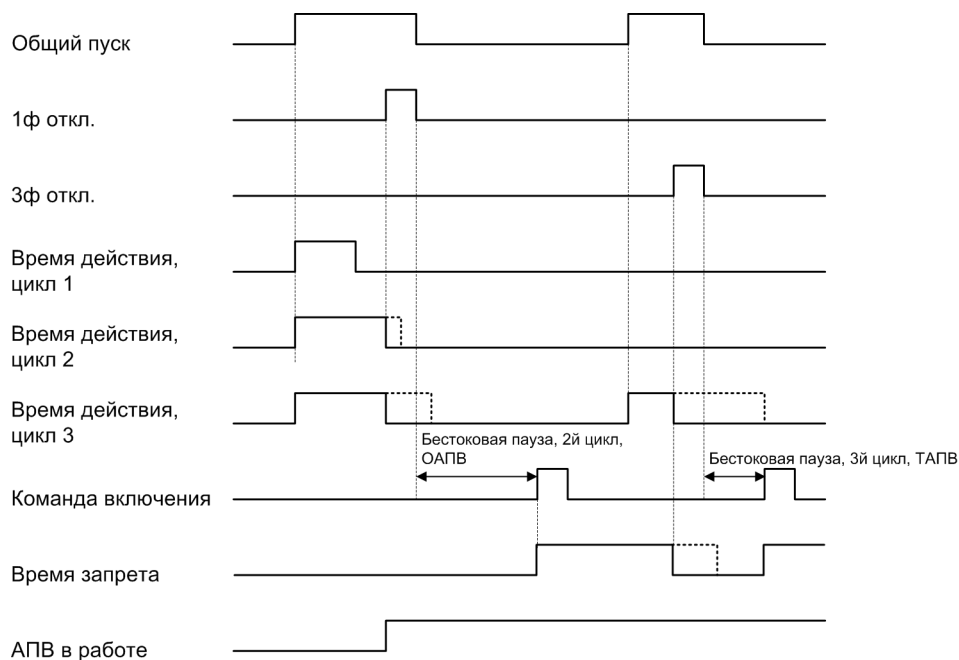 Общий пуск
1ф откл.
3ф откл.
Время действия,
цикл 1
Время действия,
цикл 2
Время действия,
цикл 3
Бестоковая пауза, 2й цикл,
ОАПВ
Бестоковая пауза, 3й цикл, ТАПВ
Команда включения
Время запрета
АПВ в работе